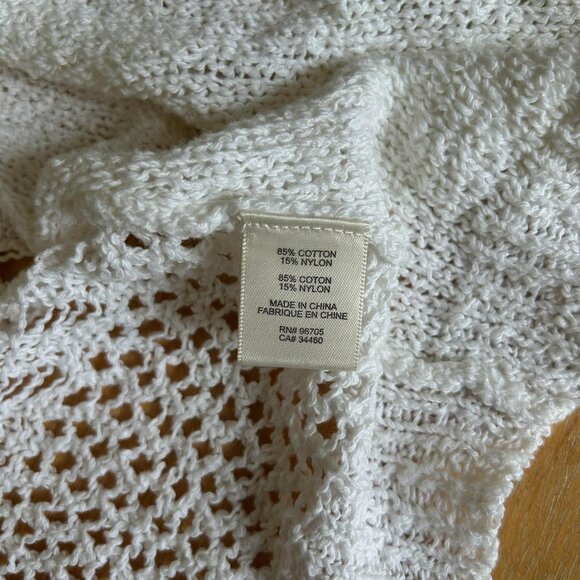 85% COTTON
15% NYLON
85% COTON
15% NYLON
MADE IN CHINA
FABRIQUE EN CHINE
RN# 96705
CA# 34460